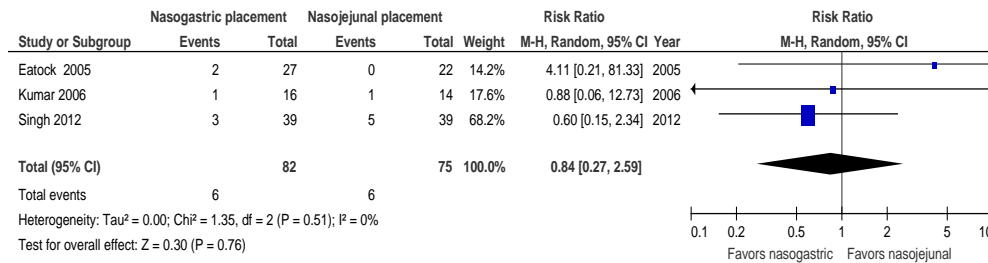 Nasogastric placement Nasojejunal placement Risk Ratio Risk Ratio
Study or Subgroup Events Total Events Total Weight M-H, Random, 95% CI Year M-H, Random, 95% CI
Eatock 2005 2 27 0 22 14.2% 4.11 [0.21, 81.33] 2005
Kumar 2006 1 16 1 14 17.6% 0.88 [0.06, 12.73] 2006
Singh 2012 3 39 5 39 68.2% 0.60 [0.15, 2.34] 2012
Total (95% CI) 82 75 100.0% 0.84 [0.27, 2.59]
Total events 6 6
Heterogeneity: Tau² = 0.00; Chi² = 1.35, df = 2 (P = 0.51); I² = 0%
Test for overall effect: Z = 0.30 (P = 0.76)
0.1 0.2 0.5 1 2 5 10
Favors nasogastric Favors nasojejunal